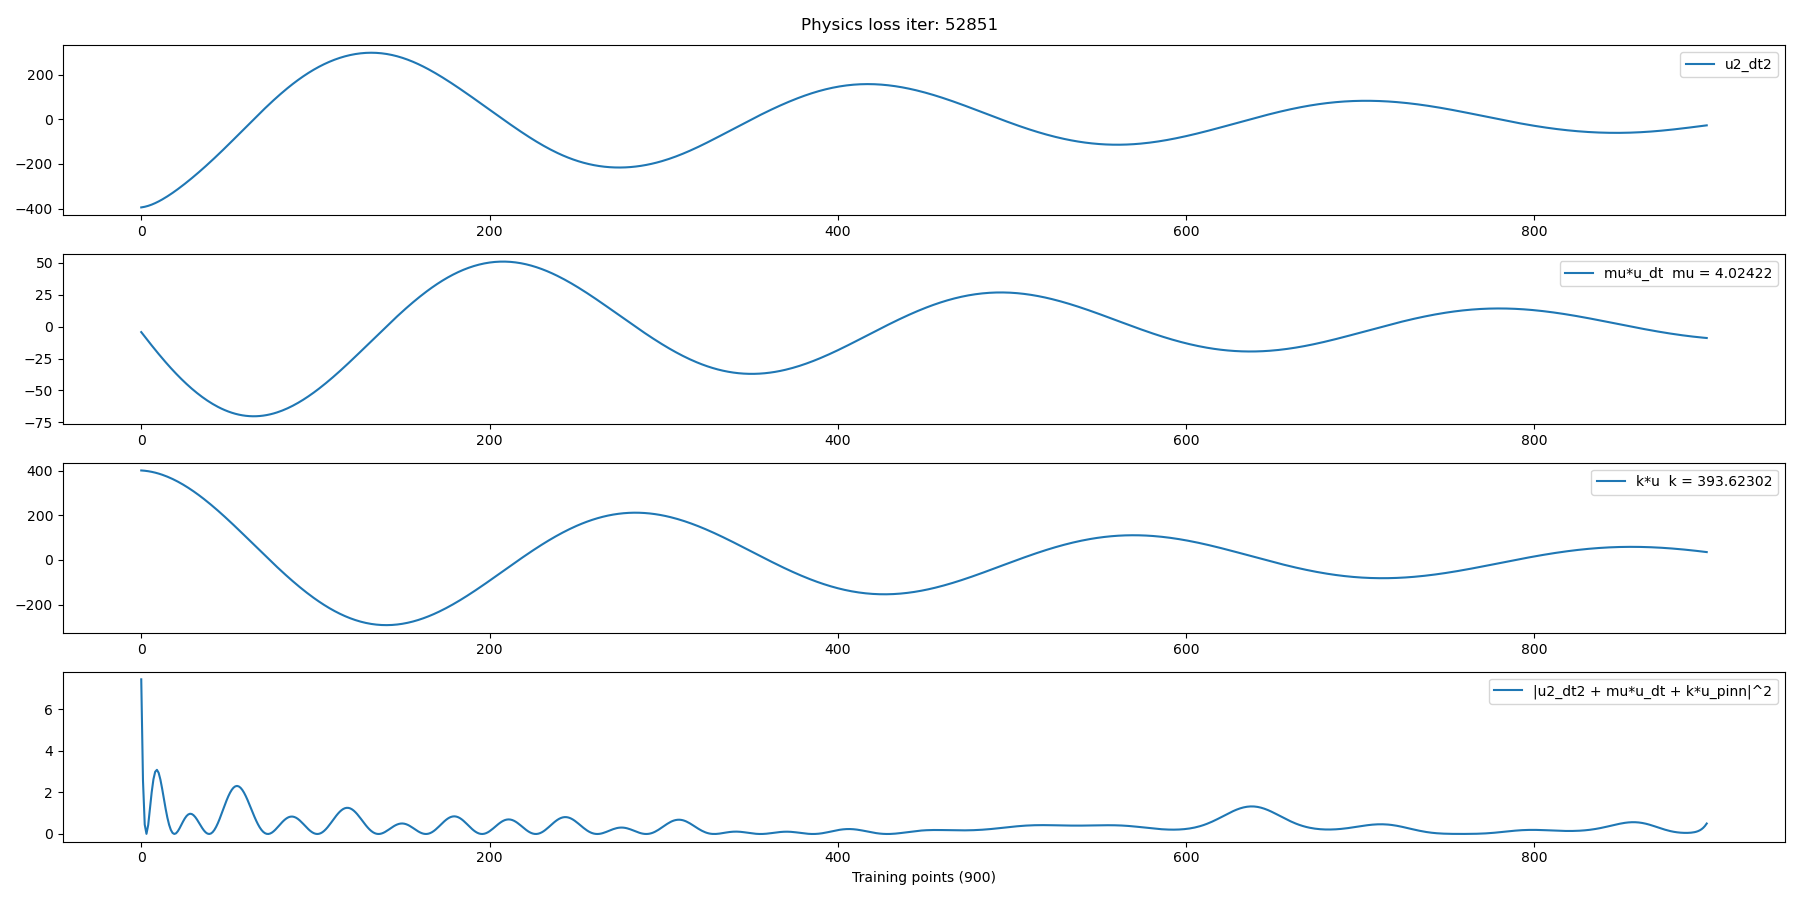 Physics loss iter: 52851
200
0
−200
−400
u2_dt2
0 200 400 600 800
50
25
0
−25
−50
−75
mu*u_dt  mu = 4.02422
0 200 400 600 800
400
200
0
−200
k*u  k = 393.62302
0 200 400 600 800
6
4
2
0
|u2_dt2 + mu*u_dt + k*u_pinn|^2
0 200 400 600 800
Training points (900)